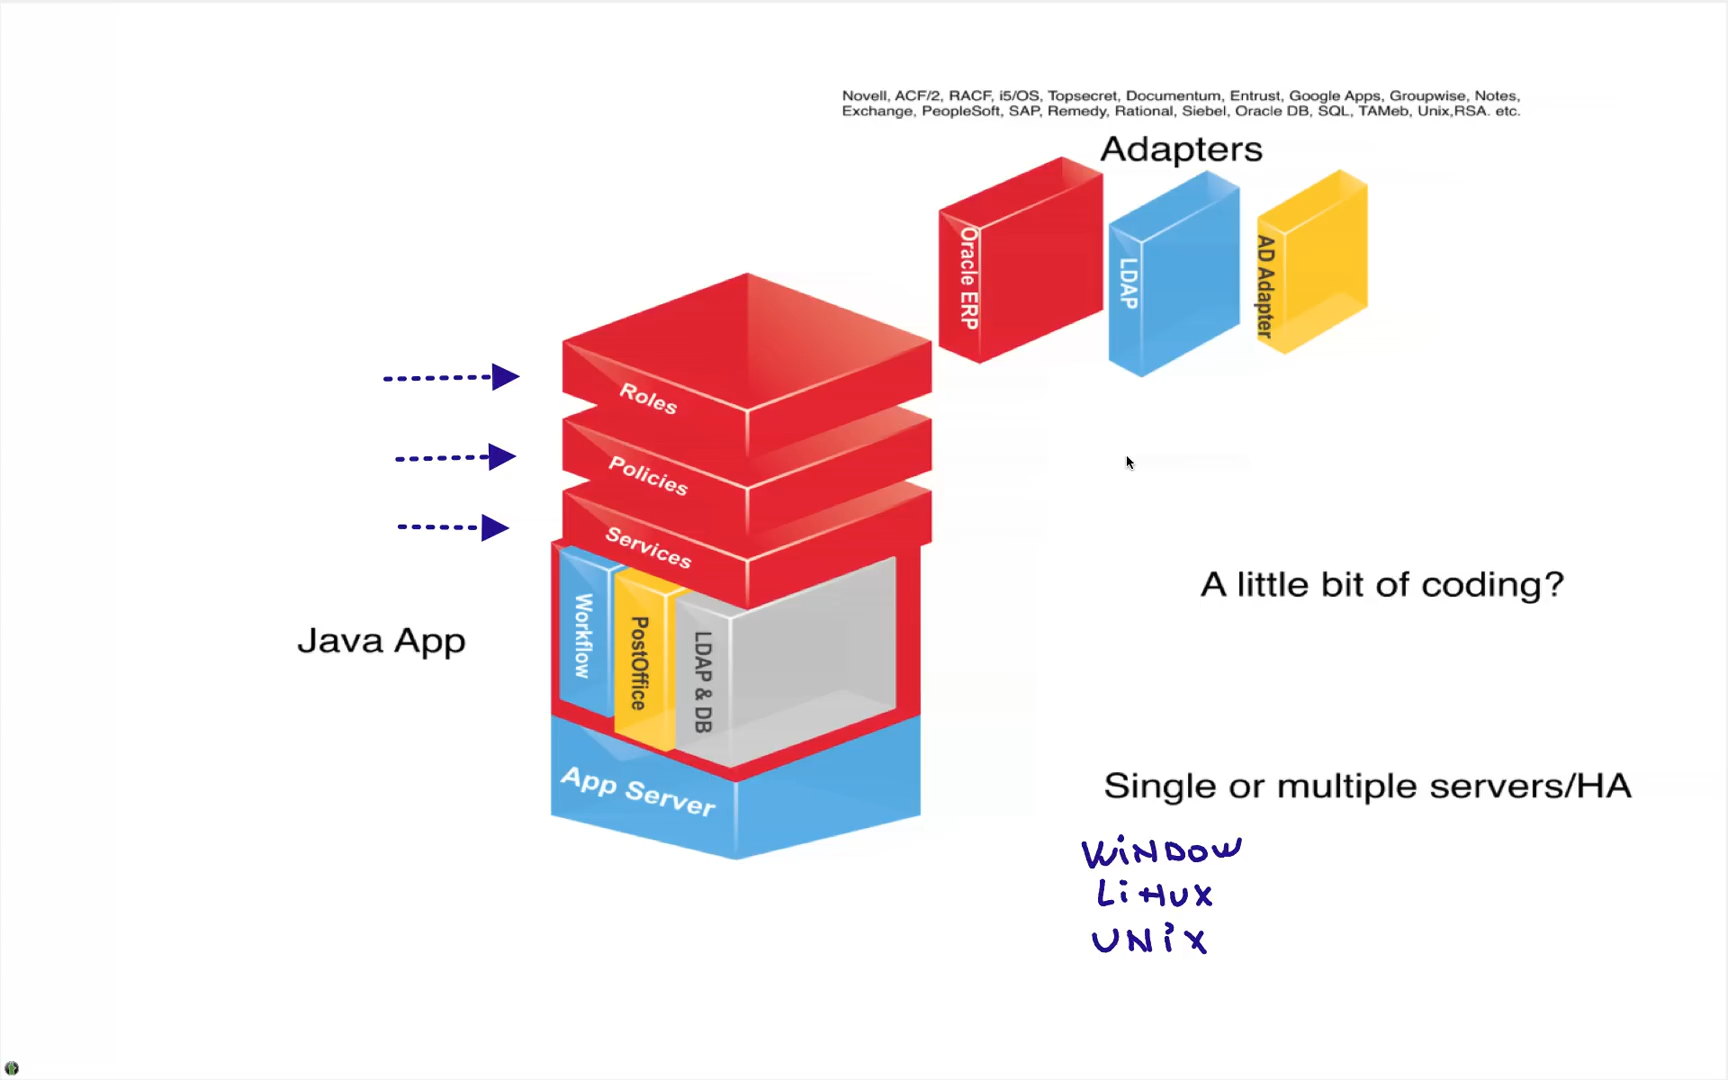 Novell, ACF/2, RACF, i5/OS, Topsecret, Documentum, Entrust, Google Apps, Groupwise, Notes,
Exchange, PeopleSoft, SAP, Remedy, Rational, Siebel, Oracle DB, SQL, TAMeb, Unix,RSA. etc.
Adapters
Oracle ERP
LDAP
AD Adapter
Roles
Policies
Services
Workflow
PostOffice
LDAP & DB
App Server
Java App
A little bit of coding?
Single or multiple servers/HA
WiNDOW
LiNUX
UNiX